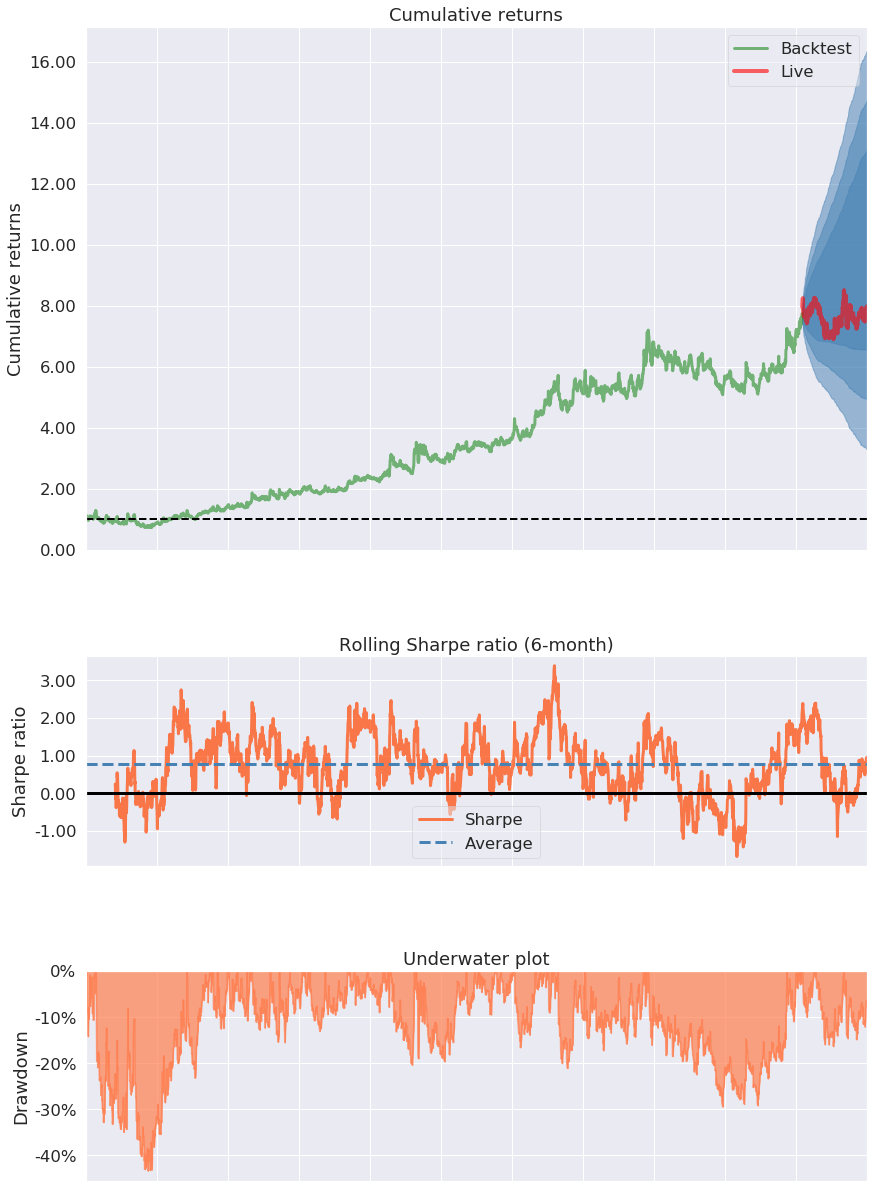 Cumulative returns
Backtest
Live
16.00
14.00
12.00
10.00
8.00
6.00
4.00
2.00
0.00
Cumulative returns
Rolling Sharpe ratio (6-month)
3.00
2.00
1.00
0.00
-1.00
Sharpe ratio
Sharpe
Average
Underwater plot
0%
-10%
-20%
-30%
-40%
Drawdown